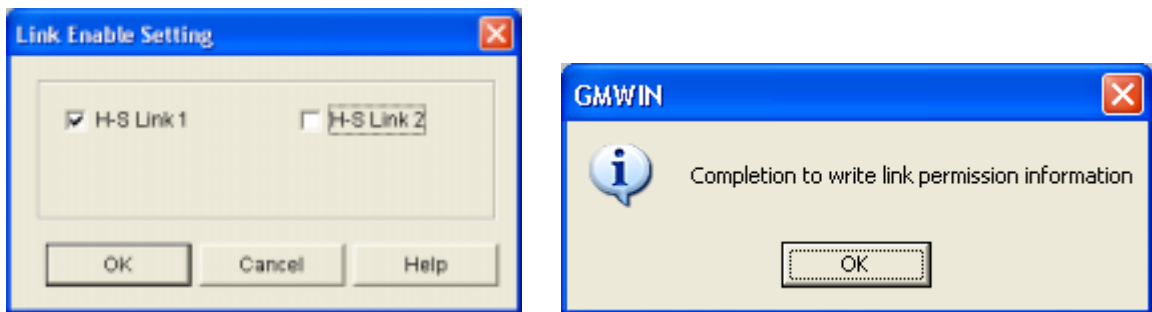 Link Enable Setting
H-S Link 1
H-S Link 2
OK
Cancel
Help
GMWIN
Completion to write link permission information
OK